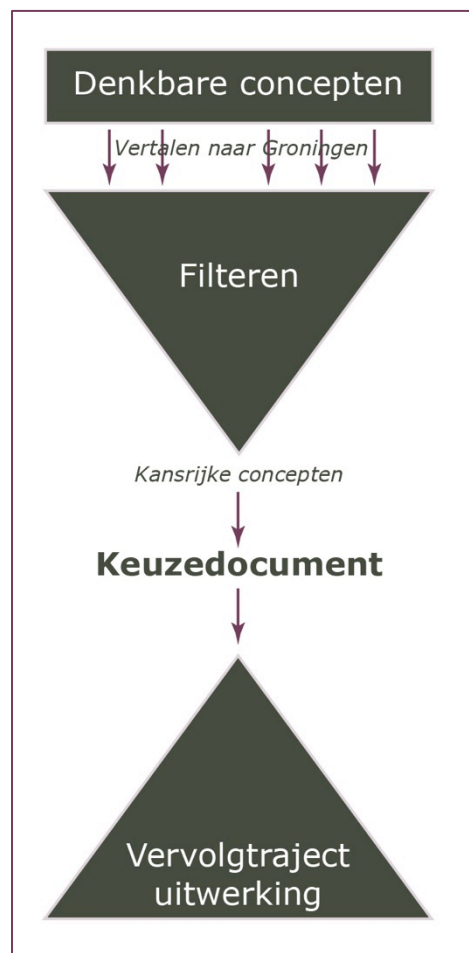 Denkbare concepten
Vertalen naar Groningen
Filteren
Kansrijke concepten
Keuzedocument
Vervolgtraject
uitwerking